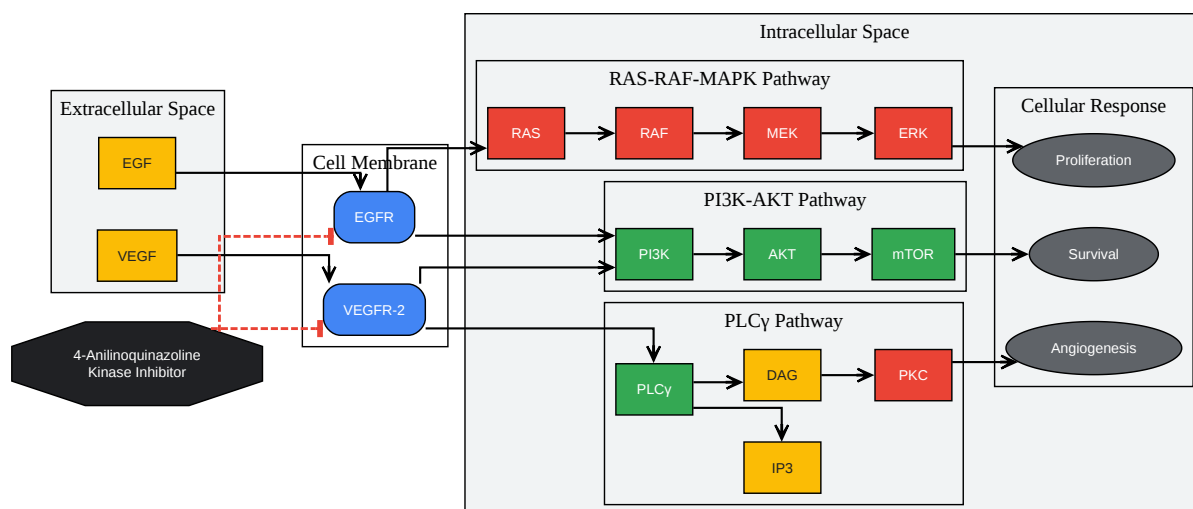 Intracellular Space
RAS-RAF-MAPK Pathway
Extracellular Space
Cellular Response
RAS
RAF
MEK
ERK
EGF
Cell Membrane
Proliferation
PI3K-AKT Pathway
EGFR
VEGF
PI3K
AKT
mTOR
Survival
VEGFR-2
PLCγ Pathway
4-Anilinoquinazoline
Kinase Inhibitor
Angiogenesis
PLCγ
DAG
PKC
IP3